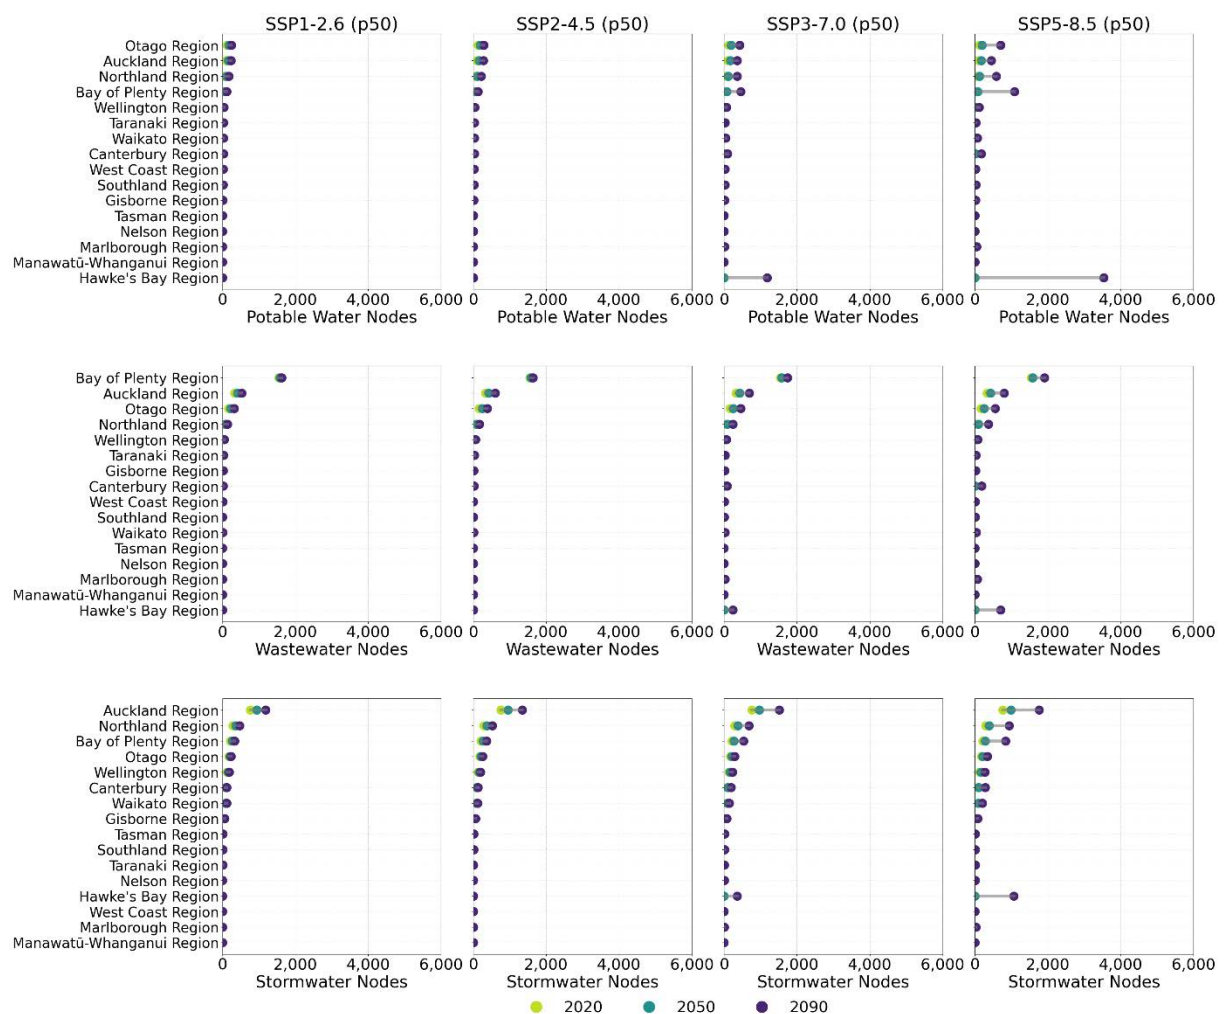 SSP1-2.6 (p50) SSP2-4.5 (p50) SSP3-7.0 (p50) SSP5-8.5 (p50)
Otago Region
Auckland Region
Northland Region
Bay of Plenty Region
Wellington Region
Taranaki Region
Waikato Region
Canterbury Region
West Coast Region
Southland Region
Gisborne Region
Tasman Region
Nelson Region
Marlborough Region
Manawatū-Whanganui Region
Hawke's Bay Region
0 2,000 4,000 6,000 0 2,000 4,000 6,000 0 2,000 4,000 6,000 0 2,000 4,000 6,000
Potable Water Nodes Potable Water Nodes Potable Water Nodes Potable Water Nodes
Bay of Plenty Region
Auckland Region
Otago Region
Northland Region
Wellington Region
Taranaki Region
Gisborne Region
Canterbury Region
West Coast Region
Southland Region
Waikato Region
Tasman Region
Nelson Region
Marlborough Region
Manawatū-Whanganui Region
Hawke's Bay Region
0 2,000 4,000 6,000 0 2,000 4,000 6,000 0 2,000 4,000 6,000 0 2,000 4,000 6,000
Wastewater Nodes Wastewater Nodes Wastewater Nodes Wastewater Nodes
Auckland Region
Northland Region
Bay of Plenty Region
Otago Region
Wellington Region
Canterbury Region
Waikato Region
Gisborne Region
Tasman Region
Southland Region
Taranaki Region
Nelson Region
Hawke's Bay Region
West Coast Region
Marlborough Region
Manawatū-Whanganui Region
0 2,000 4,000 6,000 0 2,000 4,000 6,000 0 2,000 4,000 6,000 0 2,000 4,000 6,000
Stormwater Nodes Stormwater Nodes Stormwater Nodes Stormwater Nodes
2020 2050 2090